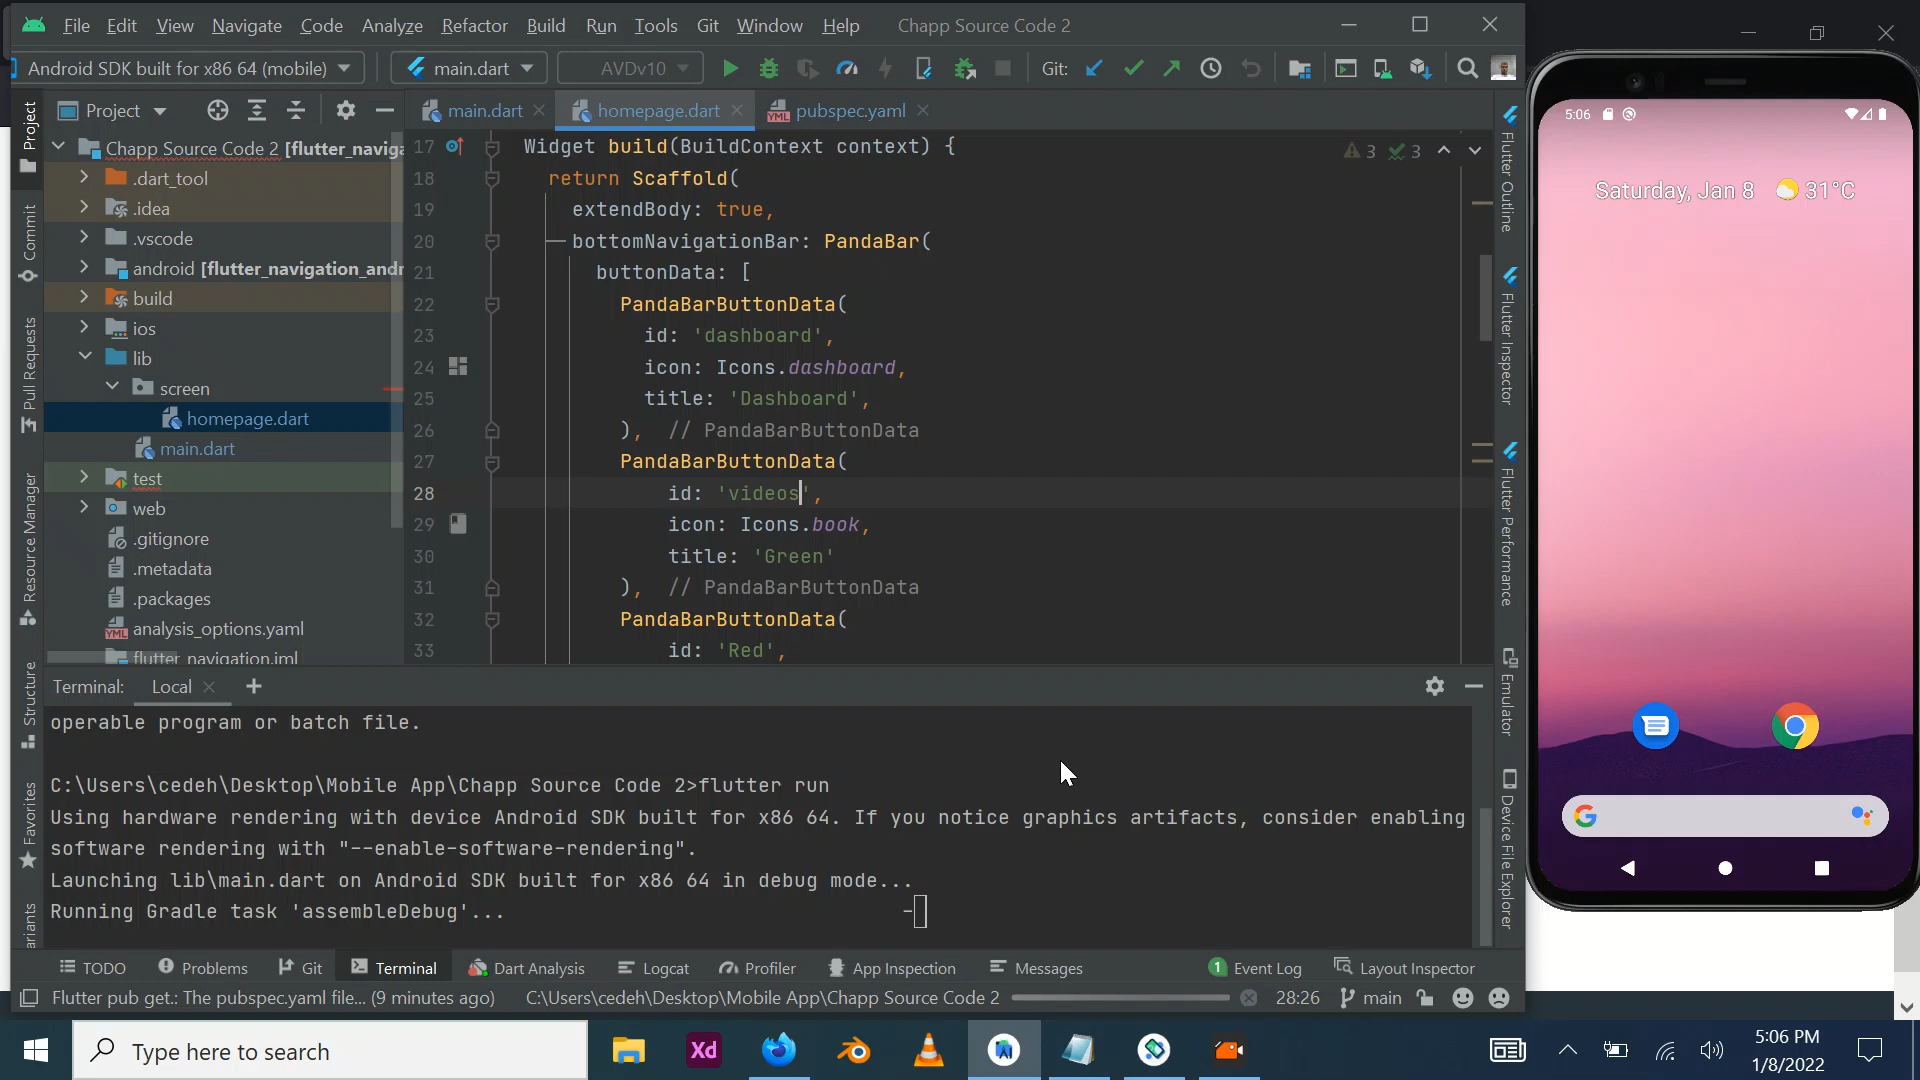 File Edit View Navigate Code Analyze Refactor Build Run Tools Git Window Help Chapp Source Code 2
Android SDK built for x86 64 (mobile) main.dart AVDv10 Git:
Project main.dart homepage.dart pubspec.yaml
Chapp Source Code 2 [flutter_naviga
.dart_tool
.idea
.vscode
android [flutter_navigation_andr
build
ios
lib
screen
homepage.dart
main.dart
test
web
.gitignore
.metadata
.packages
analysis_options.yaml
flutter_navigation.iml
17 Widget build(BuildContext context) {
18 return Scaffold(
19 extendBody: true,
20 bottomNavigationBar: PandaBar(
21 buttonData: [
22 PandaBarButtonData(
23 id: 'dashboard',
24 icon: Icons.dashboard,
25 title: 'Dashboard',
26 ), // PandaBarButtonData
27 PandaBarButtonData(
28 id: 'videos',
29 icon: Icons.book,
30 title: 'Green'
31 ), // PandaBarButtonData
32 PandaBarButtonData(
33 id: 'Red',
3 3
Project
Commit
Pull Requests
Resource Manager
Structure
Favorites
ariants
Flutter Outline
Flutter Inspector
Flutter Performance
Emulator
Device File Explorer
Terminal: Local
operable program or batch file.
C:\Users\cedeh\Desktop\Mobile App\Chapp Source Code 2>flutter run
Using hardware rendering with device Android SDK built for x86 64. If you notice graphics artifacts, consider enabling
software rendering with "--enable-software-rendering".
Launching lib\main.dart on Android SDK built for x86 64 in debug mode...
Running Gradle task 'assembleDebug'... -
TODO Problems Git Terminal Dart Analysis Logcat Profiler App Inspection Messages 1 Event Log Layout Inspector
Flutter pub get.: The pubspec.yaml file... (9 minutes ago) C:\Users\cedeh\Desktop\Mobile App\Chapp Source Code 2 28:26 main
5:06
Saturday, Jan 8 31°C
Type here to search
Xd
5:06 PM
1/8/2022